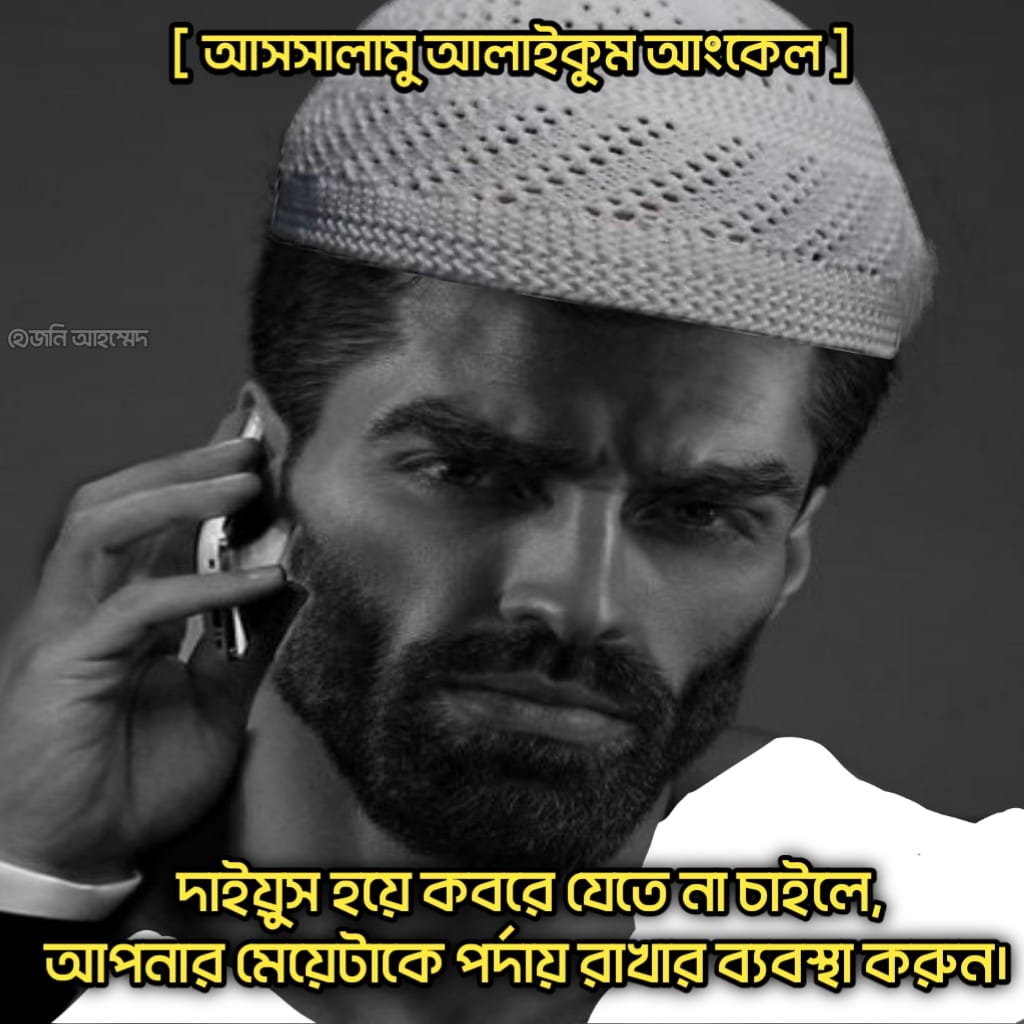 [ আসসালামু আলাইকুম আংকেল ]
জনি আহম্মেদ
দাইয়ুস হয়ে কবরে যেতে না চাইলে,
আপনার মেয়েটাকে পর্দায় রাখার ব্যবস্থা করুন।